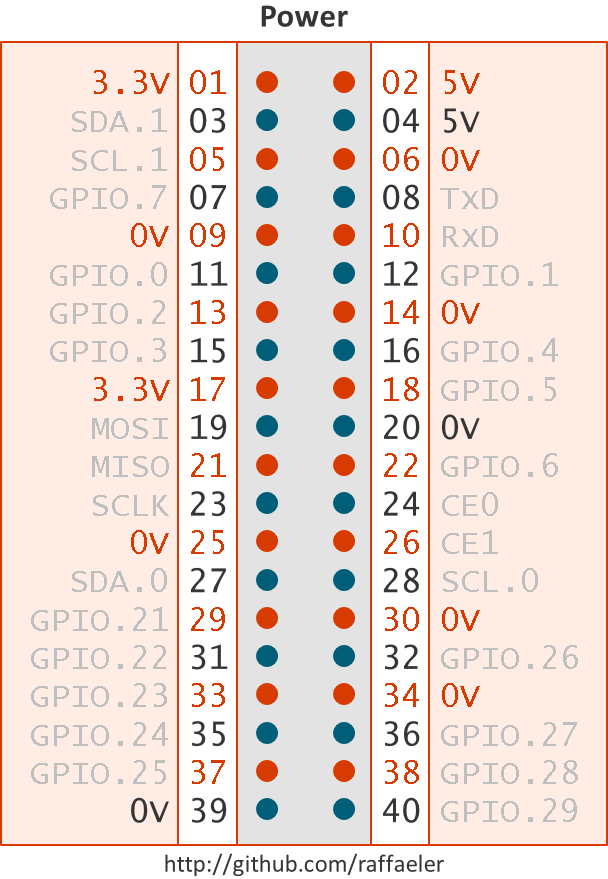 Power
3.3V 01 02 5V
SDA.1 03 04 5V
SCL.1 05 06 0V
GPIO.7 07 08 TxD
0V 09 10 RxD
GPIO.0 11 12 GPIO.1
GPIO.2 13 14 0V
GPIO.3 15 16 GPIO.4
3.3V 17 18 GPIO.5
MOSI 19 20 0V
MISO 21 22 GPIO.6
SCLK 23 24 CE0
0V 25 26 CE1
SDA.0 27 28 SCL.0
GPIO.21 29 30 0V
GPIO.22 31 32 GPIO.26
GPIO.23 33 34 0V
GPIO.24 35 36 GPIO.27
GPIO.25 37 38 GPIO.28
0V 39 40 GPIO.29
http://github.com/raffaeler